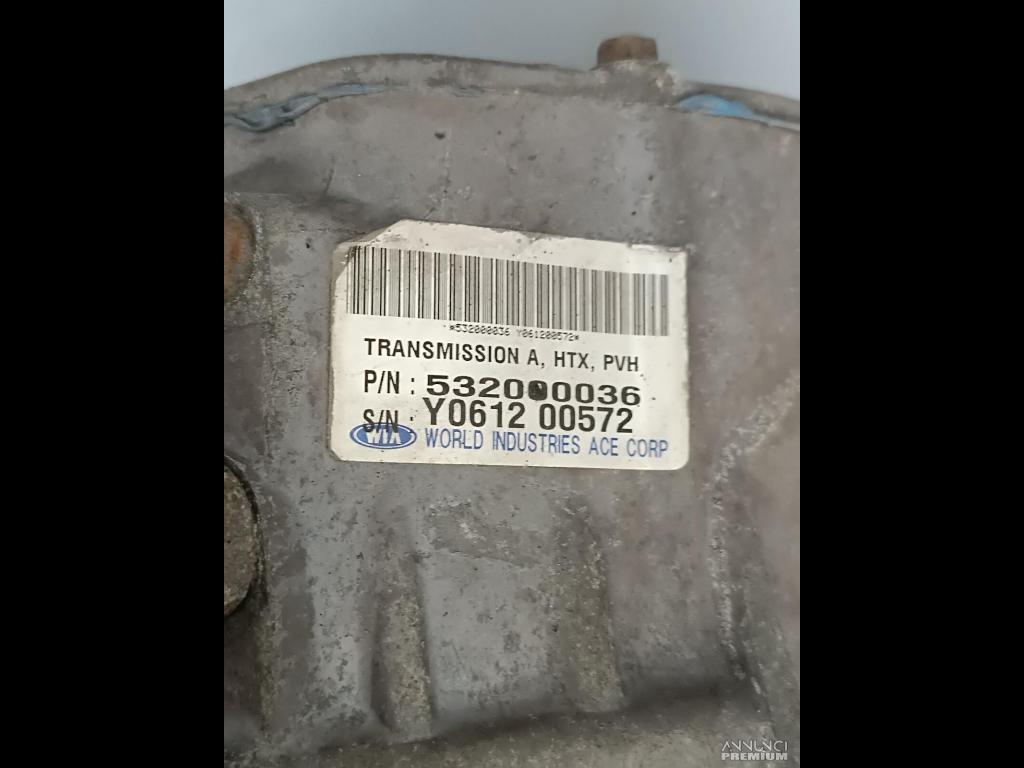 *532000036 Y061200572*
TRANSMISSION A, HTX, PVH
P/N : 532000036
S/N : Y0612 00572
WIA WORLD INDUSTRIES ACE CORP
ANNUNCI
PREMIUM